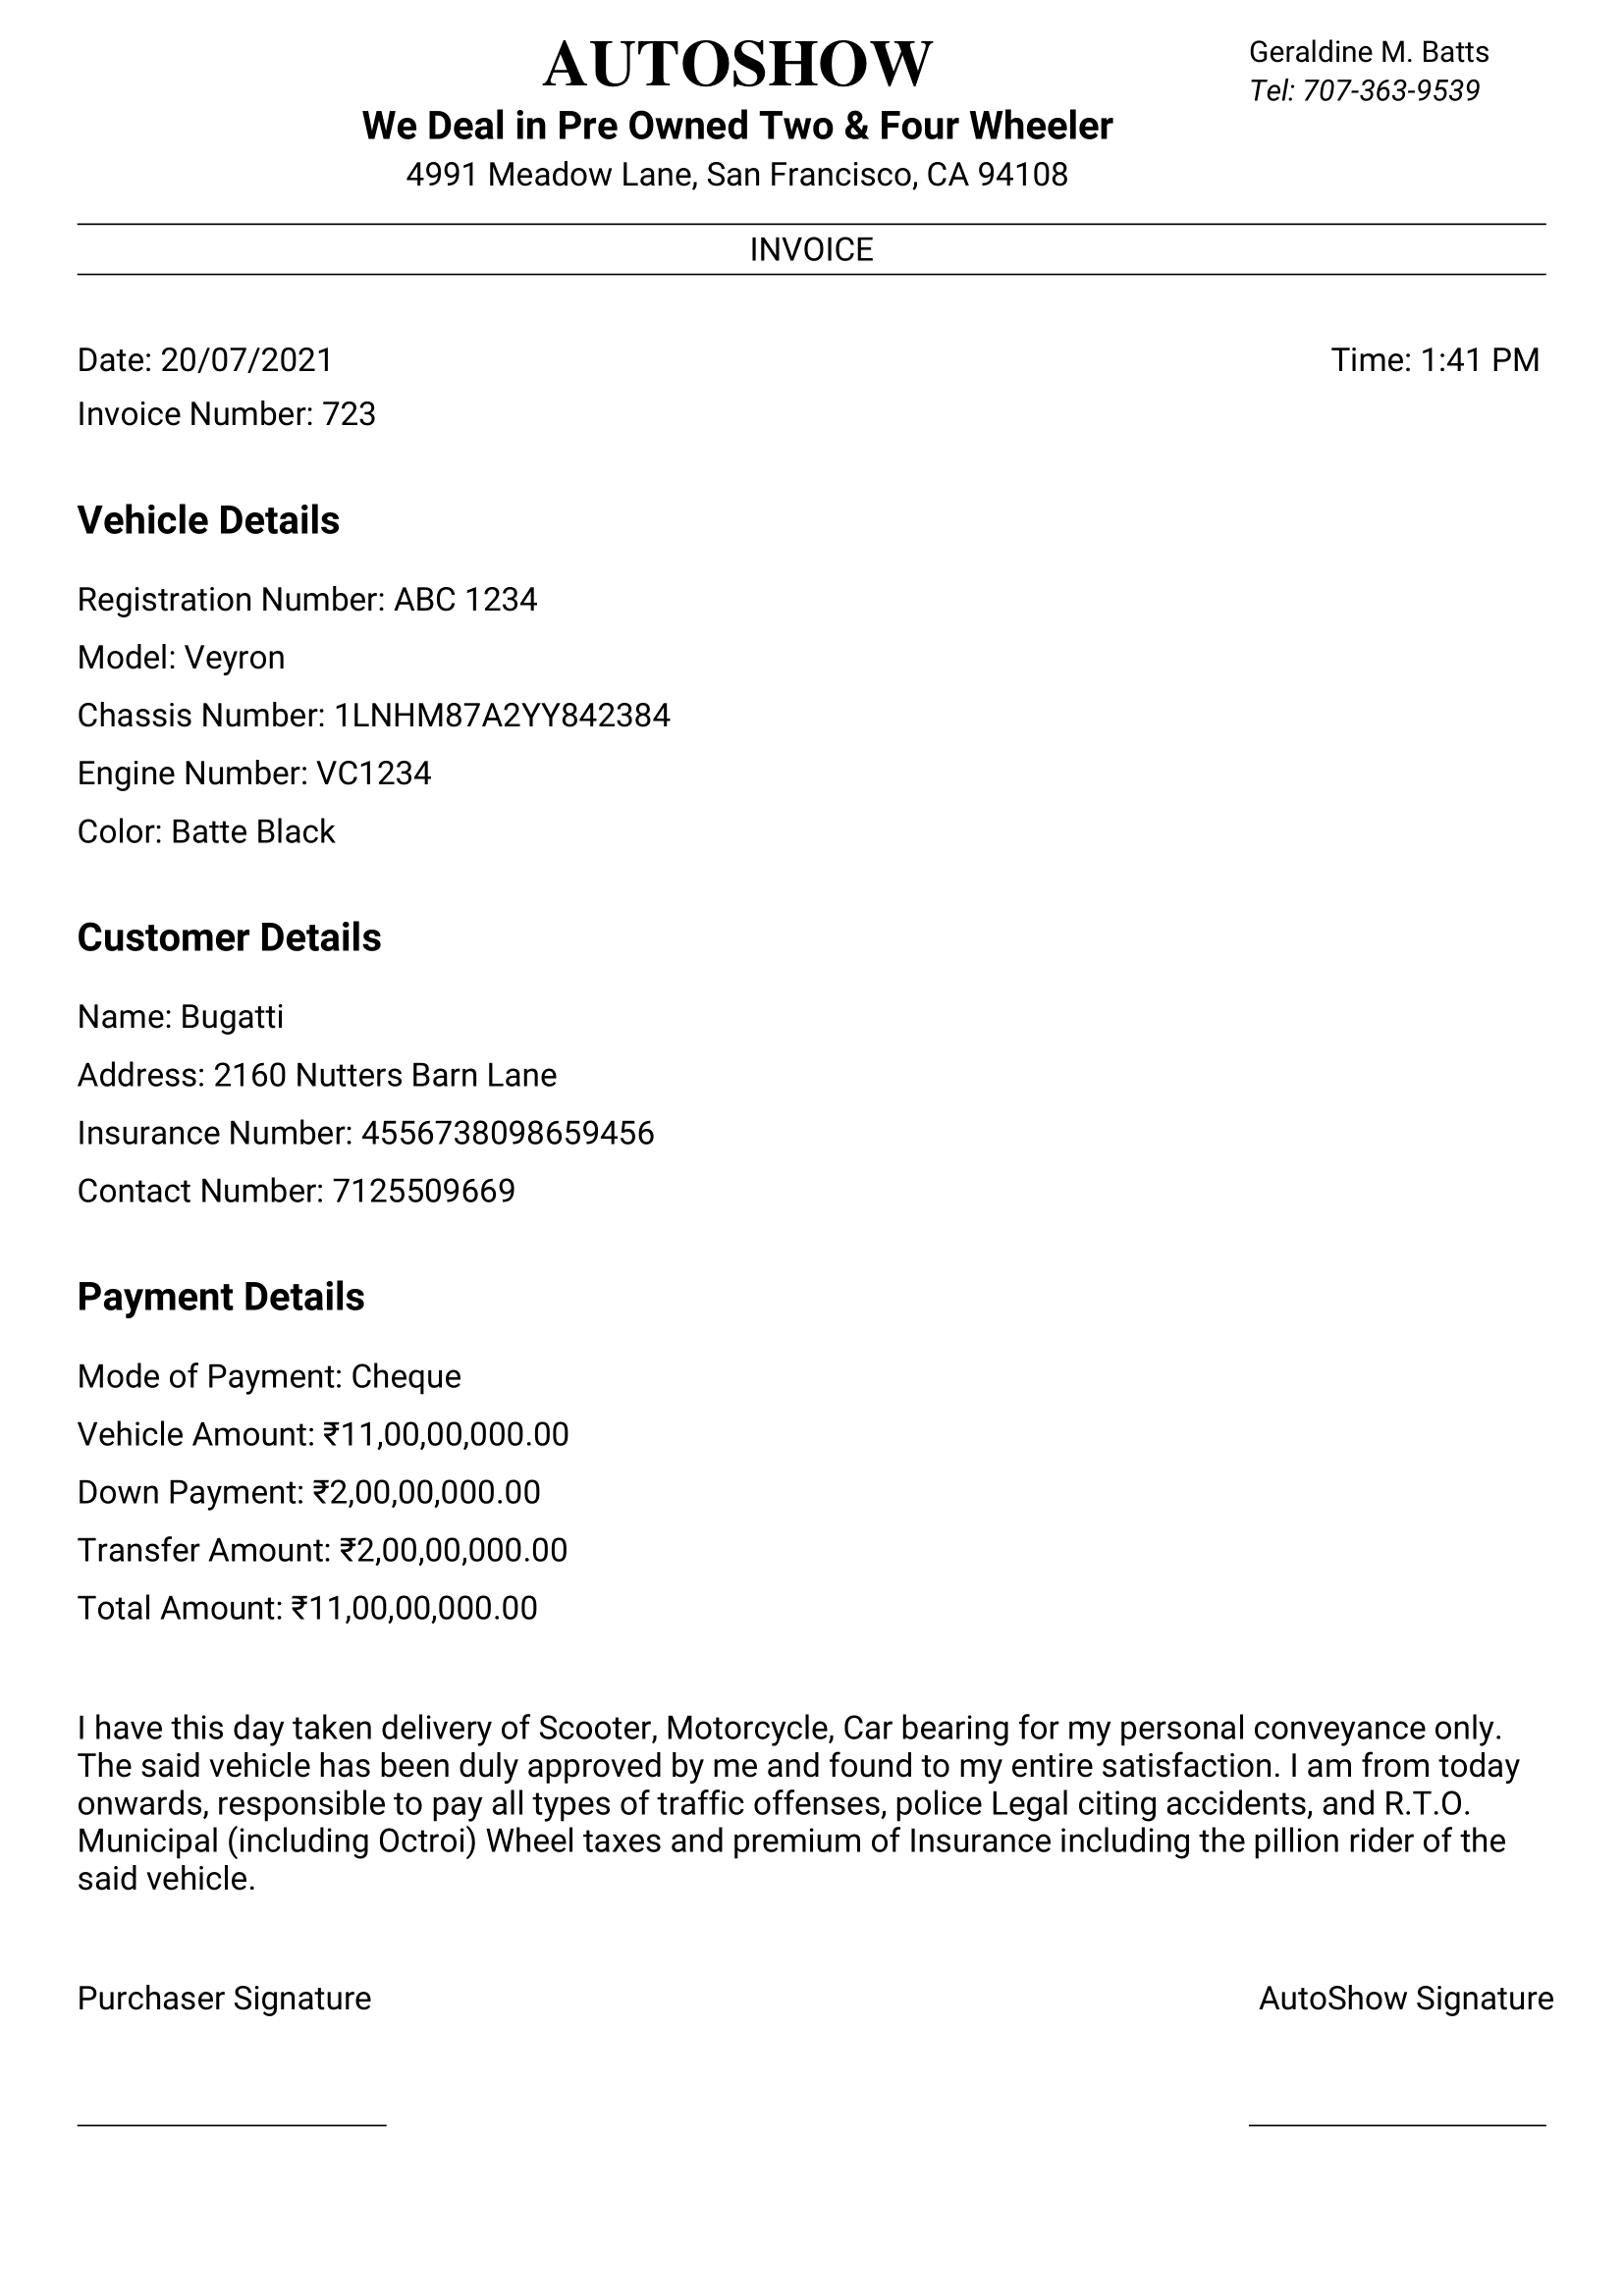 AUTOSHOW
Geraldine M. Batts
Tel: 707-363-9539
We Deal in Pre Owned Two & Four Wheeler
4991 Meadow Lane, San Francisco, CA 94108
INVOICE
Date: 20/07/2021
Time: 1:41 PM
Invoice Number: 723
Vehicle Details
Registration Number: ABC 1234
Model: Veyron
Chassis Number: 1LNHM87A2YY842384
Engine Number: VC1234
Color: Batte Black
Customer Details
Name: Bugatti
Address: 2160 Nutters Barn Lane
Insurance Number: 4556738098659456
Contact Number: 7125509669
Payment Details
Mode of Payment: Cheque
Vehicle Amount: ₹11,00,00,000.00
Down Payment: ₹2,00,00,000.00
Transfer Amount: ₹2,00,00,000.00
Total Amount: ₹11,00,00,000.00
I have this day taken delivery of Scooter, Motorcycle, Car bearing for my personal conveyance only.
The said vehicle has been duly approved by me and found to my entire satisfaction. I am from today
onwards, responsible to pay all types of traffic offenses, police Legal citing accidents, and R.T.O.
Municipal (including Octroi) Wheel taxes and premium of Insurance including the pillion rider of the
said vehicle.
Purchaser Signature
AutoShow Signature